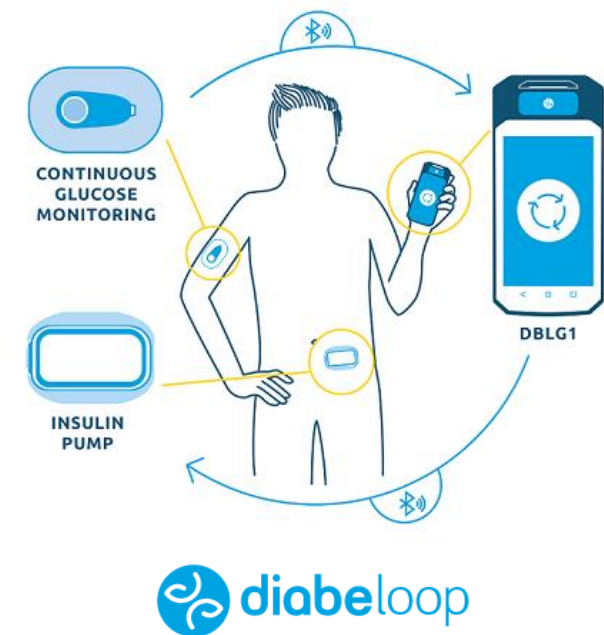 CONTINUOUS
GLUCOSE
MONITORING
DBLG1
INSULIN
PUMP
diabeloop